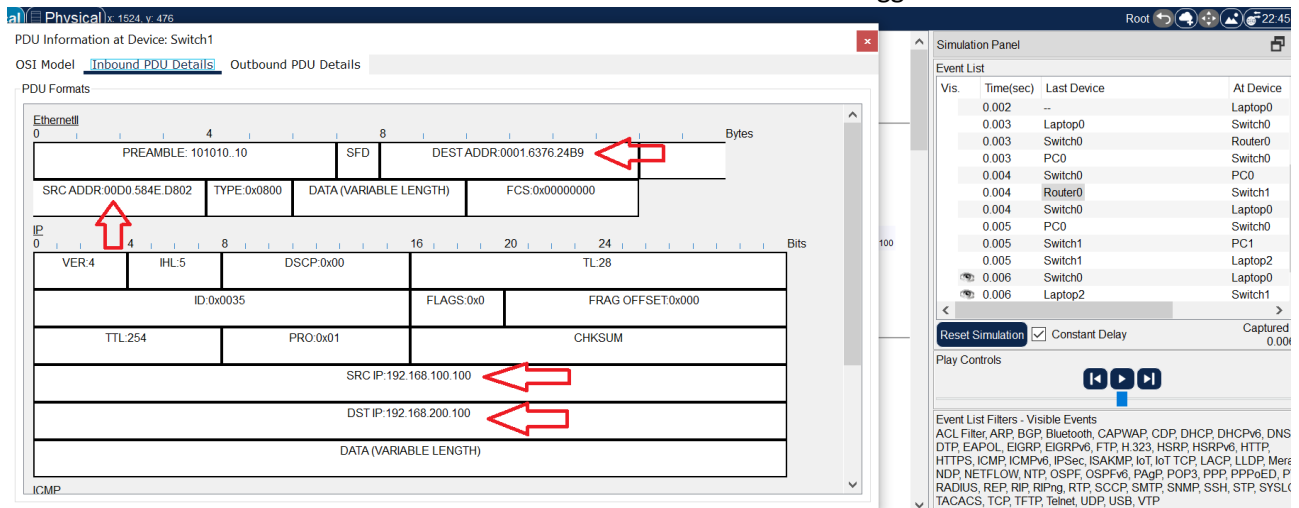 al Physical x: 1524, y: 476 Root 22:45
PDU Information at Device: Switch1
OSI Model Inbound PDU Details Outbound PDU Details
PDU Formats
EthernetII
0 4 8 Bytes
PREAMBLE: 101010..10 SFD DEST ADDR:0001.6376.24B9
SRC ADDR:00D0.584E.D802 TYPE:0x0800 DATA (VARIABLE LENGTH) FCS:0x00000000
IP
0 4 8 16 20 24 Bits
VER:4 IHL:5 DSCP:0x00 TL:28
ID:0x0035 FLAGS:0x0 FRAG OFFSET:0x000
TTL:254 PRO:0x01 CHKSUM
SRC IP:192.168.100.100
DST IP:192.168.200.100
DATA (VARIABLE LENGTH)
ICMP
100
Simulation Panel
Event List
Vis. Time(sec) Last Device At Device
0.002 -- Laptop0
0.003 Laptop0 Switch0
0.003 Switch0 Router0
0.003 PC0 Switch0
0.004 Switch0 PC0
0.004 Router0 Switch1
0.004 Switch0 Laptop0
0.005 PC0 Switch0
0.005 Switch1 PC1
0.005 Switch1 Laptop2
0.006 Switch0 Laptop0
0.006 Laptop2 Switch1
Reset Simulation Constant Delay Captured
0.006
Play Controls
Event List Filters - Visible Events
ACL Filter, ARP, BGP, Bluetooth, CAPWAP, CDP, DHCP, DHCPv6, DNS
DTP, EAPOL, EIGRP, EIGRPv6, FTP, H.323, HSRP, HSRPv6, HTTP,
HTTPS, ICMP, ICMPv6, IPSec, ISAKMP, IoT, IoT TCP, LACP, LLDP, Mera
NDP, NETFLOW, NTP, OSPF, OSPFv6, PAgP, POP3, PPP, PPPoED, P
RADIUS, REP, RIP, RIPng, RTP, SCCP, SMTP, SNMP, SSH, STP, SYSLO
TACACS, TCP, TFTP, Telnet, UDP, USB, VTP